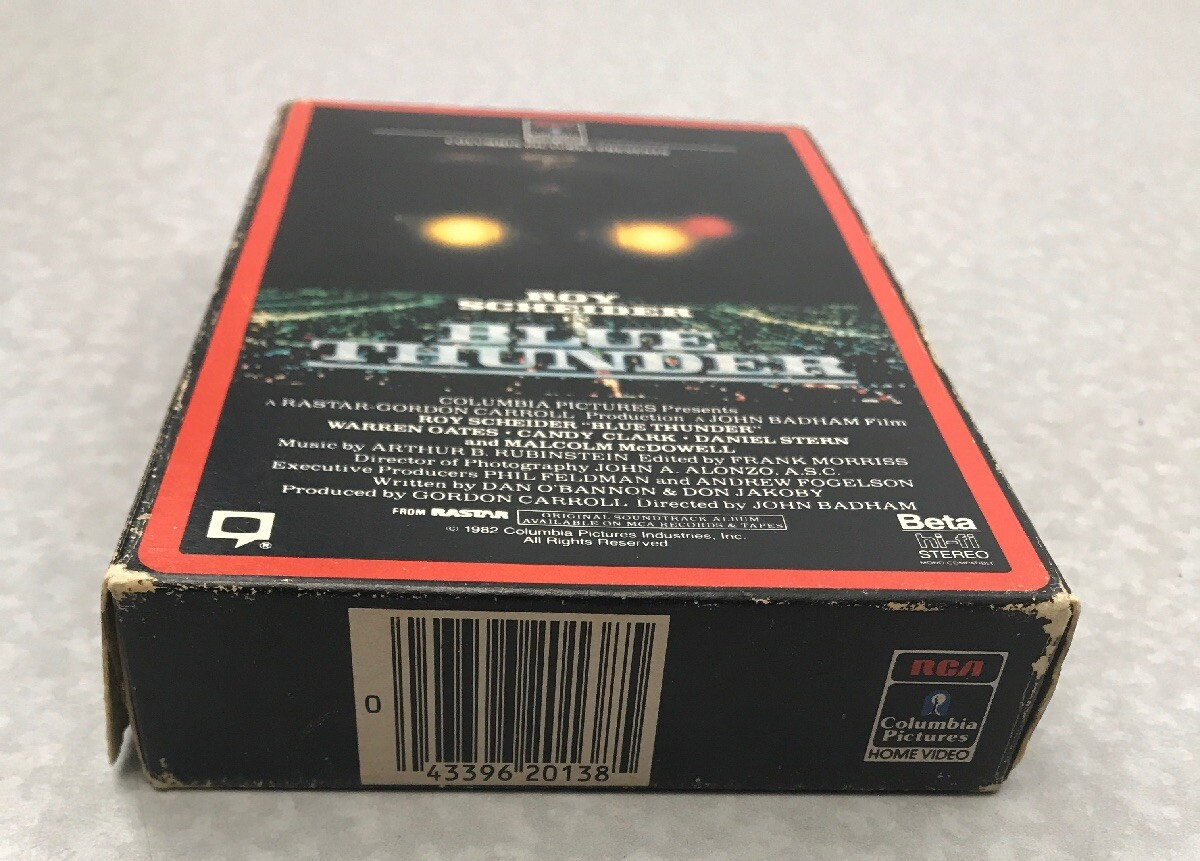 ROY
SCHEIDER
IN
BLUE
THUNDER
COLUMBIA PICTURES Presents
A RASTAR-GORDON CARROLL Production A JOHN BADHAM Film
ROY SCHEIDER "BLUE THUNDER"
WARREN OATES · CANDY CLARK · DANIEL STERN
and MALCOLM McDOWELL
Music by ARTHUR B. RUBINSTEIN Edited by FRANK MORRISS
Director of Photography JOHN A. ALONZO, A.S.C.
Executive Producers PHIL FELDMAN and ANDREW FOGELSON
Written by DAN O'BANNON & DON JAKOBY
Produced by GORDON CARROLL Directed by JOHN BADHAM
FROM RASTAR
ORIGINAL SOUNDTRACK ALBUM
AVAILABLE ON MCA RECORDS & TAPES
© 1982 Columbia Pictures Industries, Inc.
All Rights Reserved
®
Beta
hi-fi
STEREO
MONO COMPATIBLE
0
43396 20138
RCA
Columbia
Pictures
HOME VIDEO